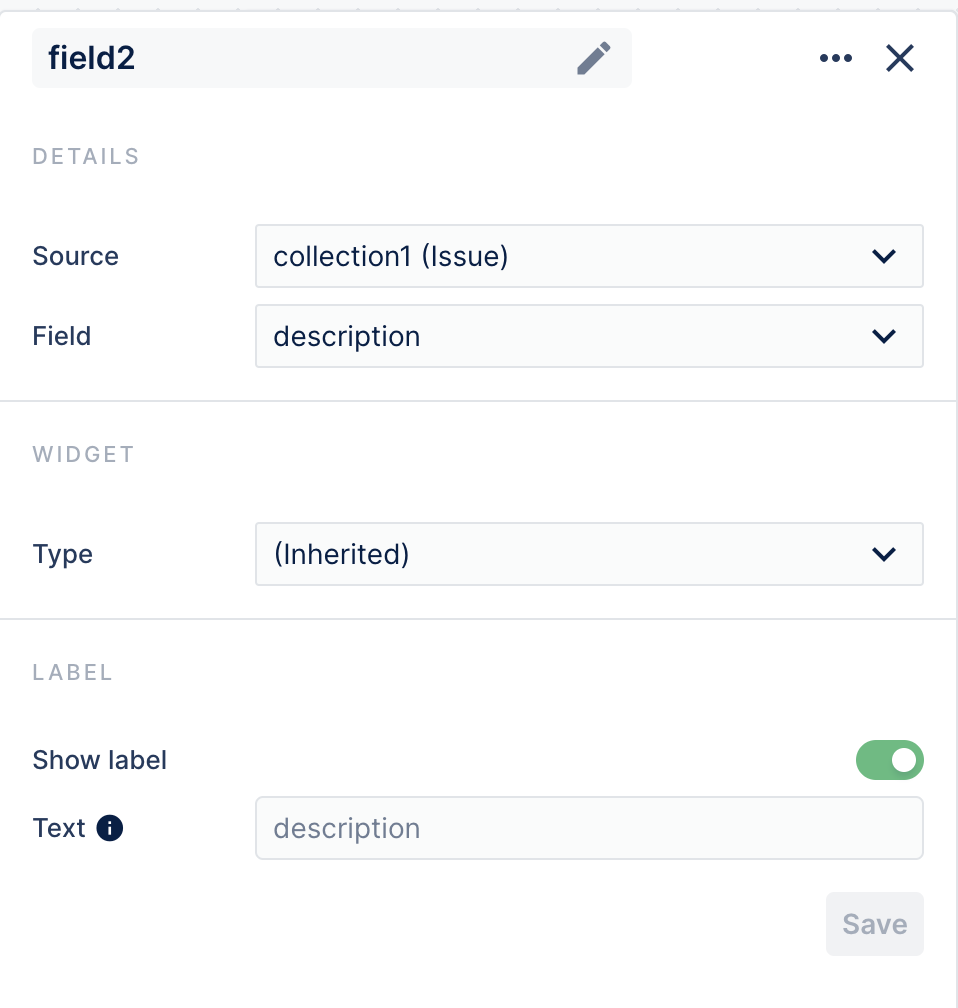 field2
DETAILS
Source
collection1 (Issue)
Field
description
WIDGET
Type
(Inherited)
LABEL
Show label
Text
description
Save